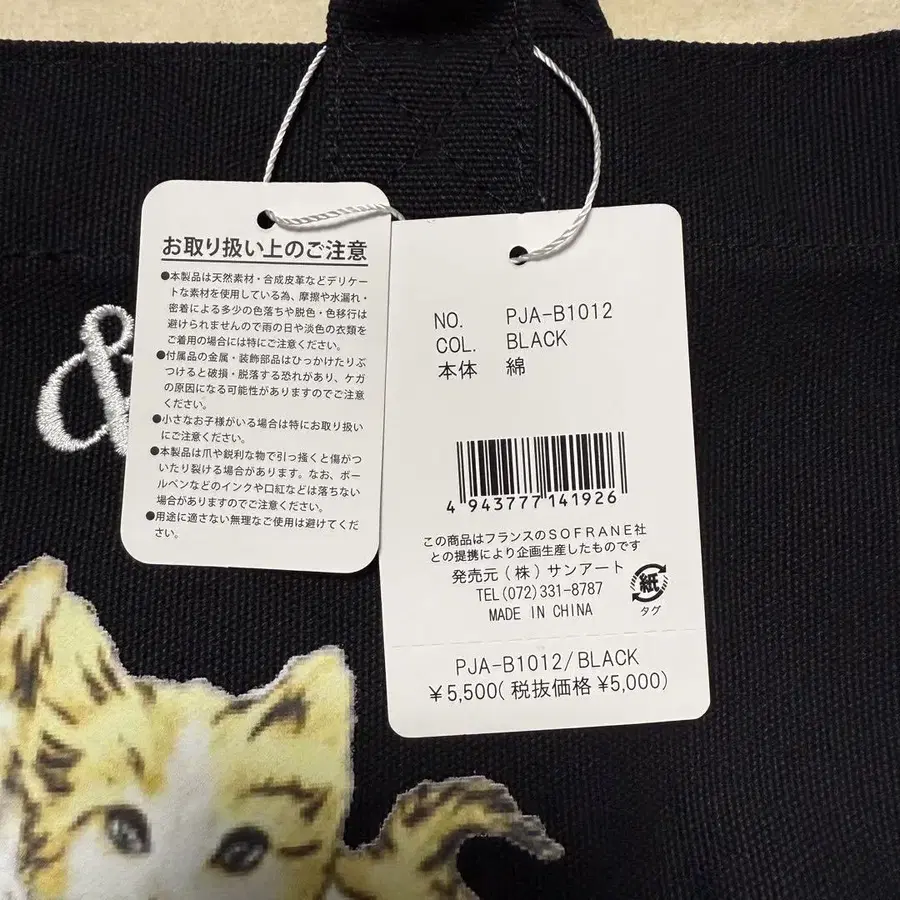 &
お取り扱い上のご注意
●本製品は天然素材・合成皮革などデリケー
トな素材を使用している為、摩擦や水漏れ・
密着による多少の色落ちや脱色・色移行は
避けられませんので雨の日や淡色の衣類を
ご着用の場合には特にご注意ください。
●付属品の金属・装飾部品はひっかけたりぶ
つけると破損・脱落する恐れがあり、ケガ
の原因になる可能性がありますのでご注意
ください。
●小さなお子様がいる場合は特にお取り扱い
にご注意ください。
●本製品は爪や鋭利な物で引っ掻くと傷がつ
いたり裂ける場合があります。なお、ボー
ルペンなどのインクや口紅などは落ちない
場合がありますのでご注意ください。
●用途に適さない無理なご使用は避けてくだ
さい。
NO. PJA-B1012
COL. BLACK
本体 綿
4 943777 141926
この商品はフランスのSOFRANE社
との提携により企画生産したものです
発売元(株)サンアート
TEL(072)331-8787
MADE IN CHINA
紙
タグ
PJA-B1012/BLACK
¥5,500(税抜価格 ¥5,000)